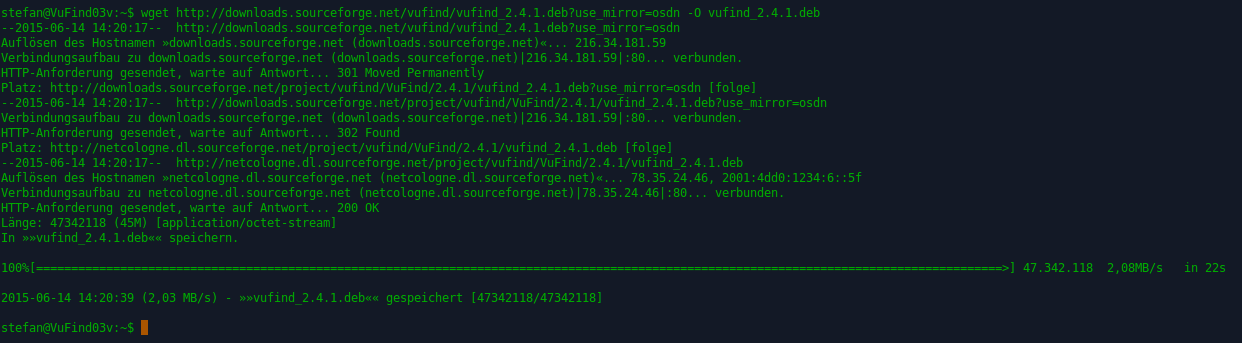 stefan@VuFind03v:~$ wget http://downloads.sourceforge.net/vufind/vufind_2.4.1.deb?use_mirror=osdn -O vufind_2.4.1.deb
--2015-06-14 14:20:17--  http://downloads.sourceforge.net/vufind/vufind_2.4.1.deb?use_mirror=osdn
Auflösen des Hostnamen »downloads.sourceforge.net (downloads.sourceforge.net)«... 216.34.181.59
Verbindungsaufbau zu downloads.sourceforge.net (downloads.sourceforge.net)|216.34.181.59|:80... verbunden.
HTTP-Anforderung gesendet, warte auf Antwort... 301 Moved Permanently
Platz: http://downloads.sourceforge.net/project/vufind/VuFind/2.4.1/vufind_2.4.1.deb?use_mirror=osdn [folge]
--2015-06-14 14:20:17--  http://downloads.sourceforge.net/project/vufind/VuFind/2.4.1/vufind_2.4.1.deb?use_mirror=osdn
Verbindungsaufbau zu downloads.sourceforge.net (downloads.sourceforge.net)|216.34.181.59|:80... verbunden.
HTTP-Anforderung gesendet, warte auf Antwort... 302 Found
Platz: http://netcologne.dl.sourceforge.net/project/vufind/VuFind/2.4.1/vufind_2.4.1.deb [folge]
--2015-06-14 14:20:17--  http://netcologne.dl.sourceforge.net/project/vufind/VuFind/2.4.1/vufind_2.4.1.deb
Auflösen des Hostnamen »netcologne.dl.sourceforge.net (netcologne.dl.sourceforge.net)«... 78.35.24.46, 2001:4dd0:1234:6::5f
Verbindungsaufbau zu netcologne.dl.sourceforge.net (netcologne.dl.sourceforge.net)|78.35.24.46|:80... verbunden.
HTTP-Anforderung gesendet, warte auf Antwort... 200 OK
Länge: 47342118 (45M) [application/octet-stream]
In »»vufind_2.4.1.deb«« speichern.
100%[==========================================================================================================================================>] 47.342.118  2,08MB/s   in 22s
2015-06-14 14:20:39 (2,03 MB/s) - »»vufind_2.4.1.deb«« gespeichert [47342118/47342118]
stefan@VuFind03v:~$